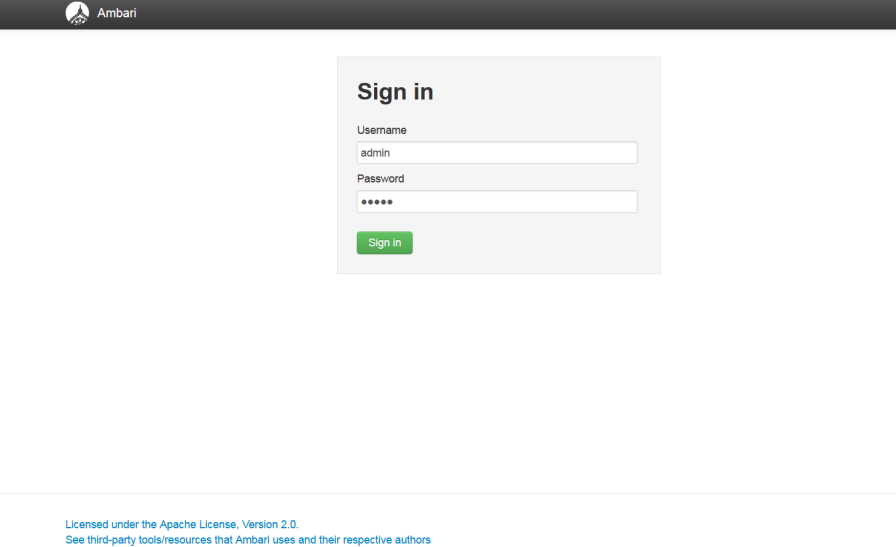 Ambari
Sign in
Username
admin
Password
•••••
Sign in
Licensed under the Apache License, Version 2.0.
See third-party tools/resources that Ambari uses and their respective authors